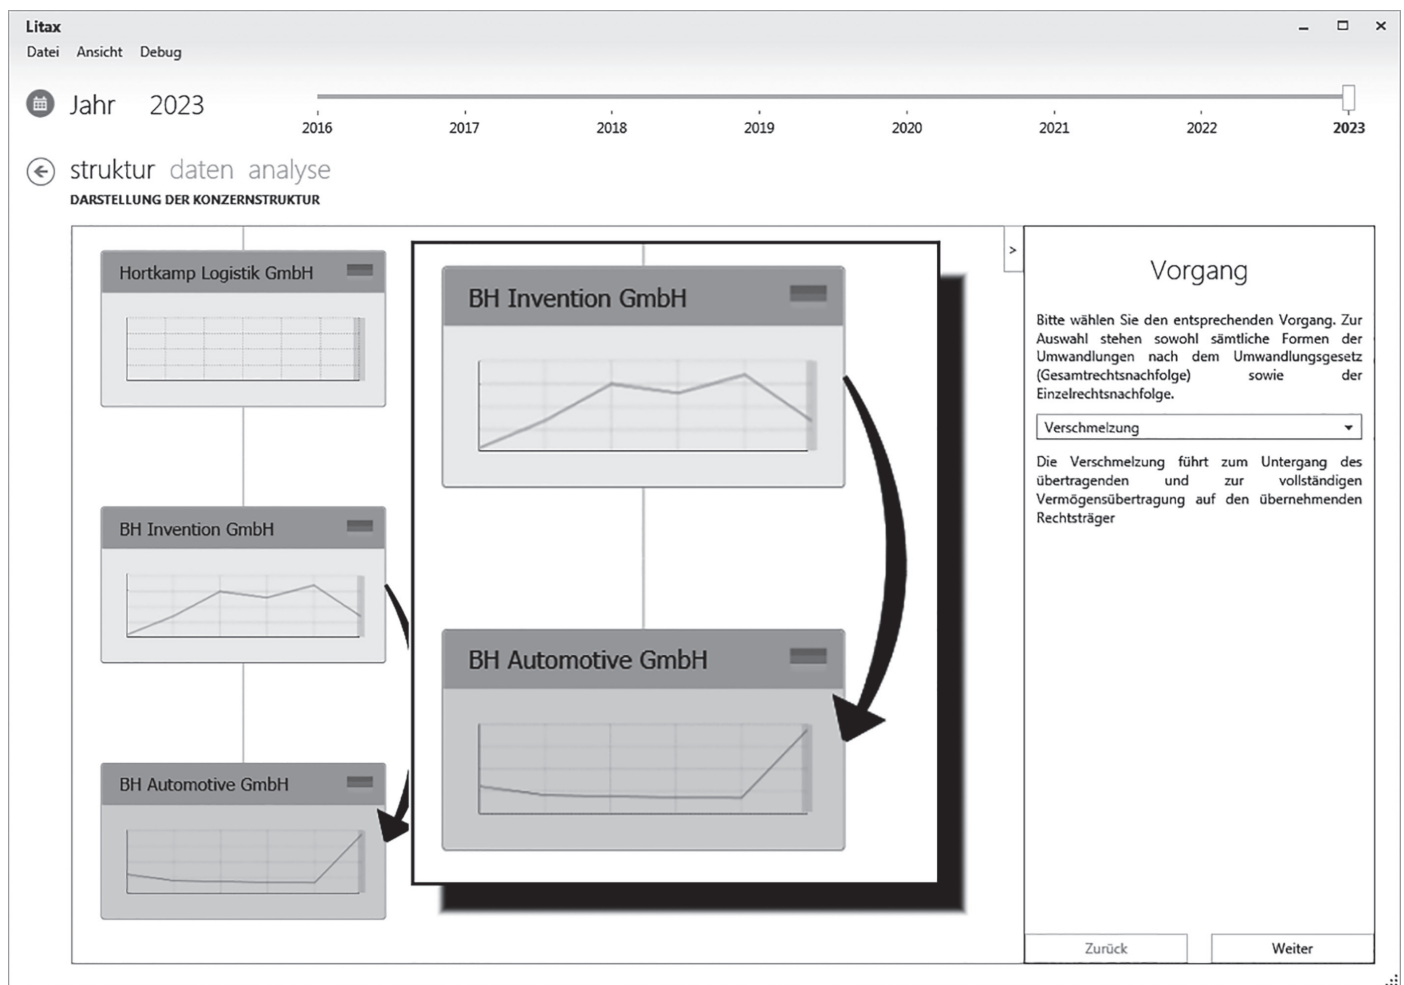 Litax
Datei Ansicht Debug
Jahr 2023
2016 2017 2018 2019 2020 2021 2022 2023
struktur daten analyse
DARSTELLUNG DER KONZERNSTRUKTUR
Hortkamp Logistik GmbH
BH Invention GmbH
BH Automotive GmbH
BH Invention GmbH
BH Automotive GmbH
>
Vorgang
Bitte wählen Sie den entsprechenden Vorgang. Zur
Auswahl stehen sowohl sämtliche Formen der
Umwandlungen nach dem Umwandlungsgesetz
(Gesamtrechtsnachfolge) sowie der
Einzelrechtsnachfolge.
Verschmelzung
Die Verschmelzung führt zum Untergang des
übertragenden und zur vollständigen
Vermögensübertragung auf den übernehmenden
Rechtsträger
Zurück Weiter